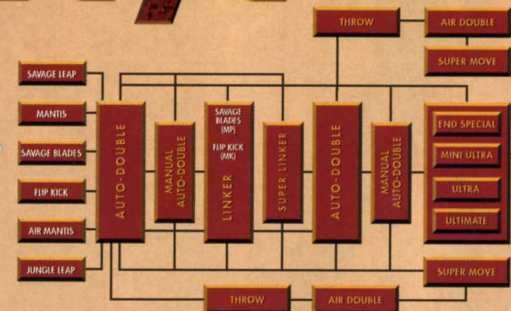 THROW
AIR DOUBLE
SUPER MOVE
SAVAGE LEAP
MANTIS
SAVAGE BLADES
FLIP KICK
AIR MANTIS
JUNGLE LEAP
AUTO-DOUBLE
MANUAL
AUTO-DOUBLE
SAVAGE
BLADES
(MP)
FLIP KICK
(MK)
LINKER
SUPER LINKER
AUTO-DOUBLE
MANUAL
AUTO-DOUBLE
END SPECIAL
MINI ULTRA
ULTRA
ULTIMATE
SUPER MOVE
THROW
AIR DOUBLE